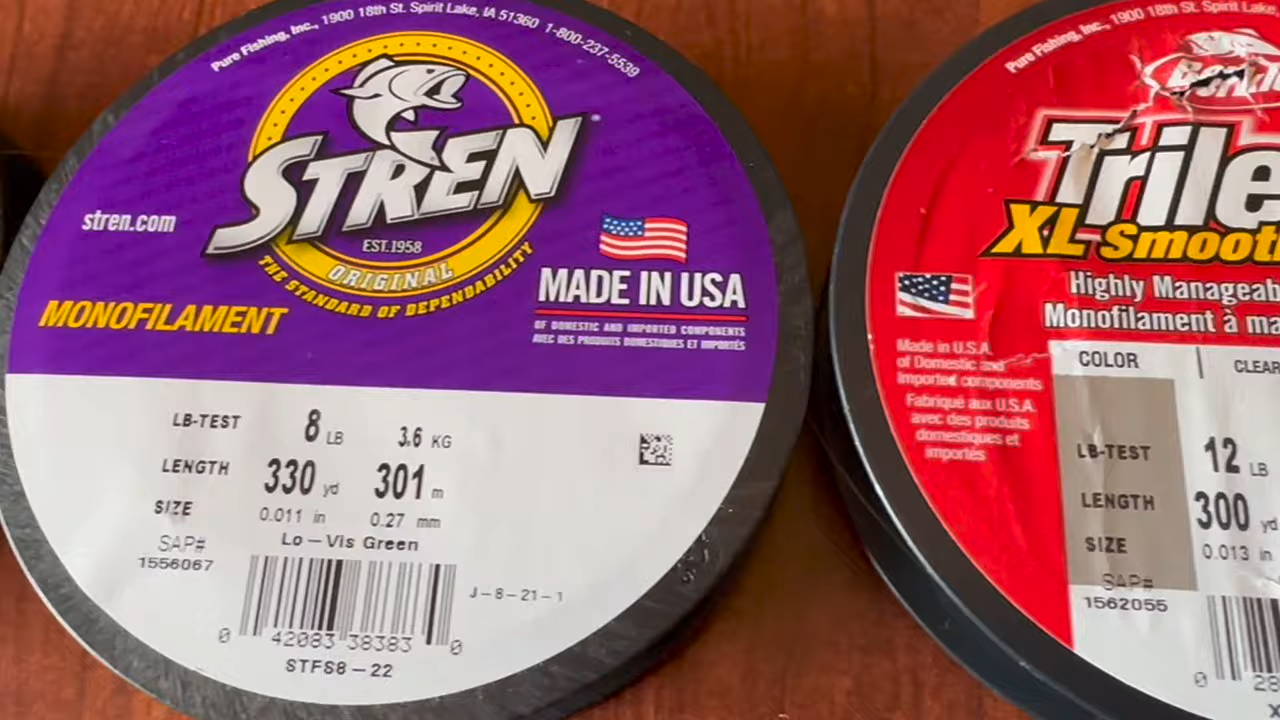 Pure Fishing, Inc., 1900 18th St. Spirit Lake, IA 51360 1-800-237-5539
STREN
stren.com
EST.1958
ORIGINAL
THE STANDARD OF DEPENDABILITY
MONOFILAMENT
MADE IN USA
OF DOMESTIC AND IMPORTED COMPONENTS
AVEC DES PRODUITS DOMESTIQUES ET IMPORTÉS
LB-TEST 8 LB 3.6 KG
LENGTH 330 yd 301 m
SIZE 0.011 in 0.27 mm
SAP# Lo-Vis Green
1556067
J-8-21-1
0 42083 38383 0
STFS8-22
Pure Fishing, Inc., 1900 18th St. Spirit Lake,
Trile
XL Smoot
Highly Manageab
Monofilament à ma
Made in U.S.A.
of Domestic and
Imported components
Fabriqué aux U.S.A.
avec des produits
domestiques et
importés
COLOR CLEAR
LB-TEST 12 LB
LENGTH 300 yd
SIZE 0.013 in
SAP#
1562055
0 28
X